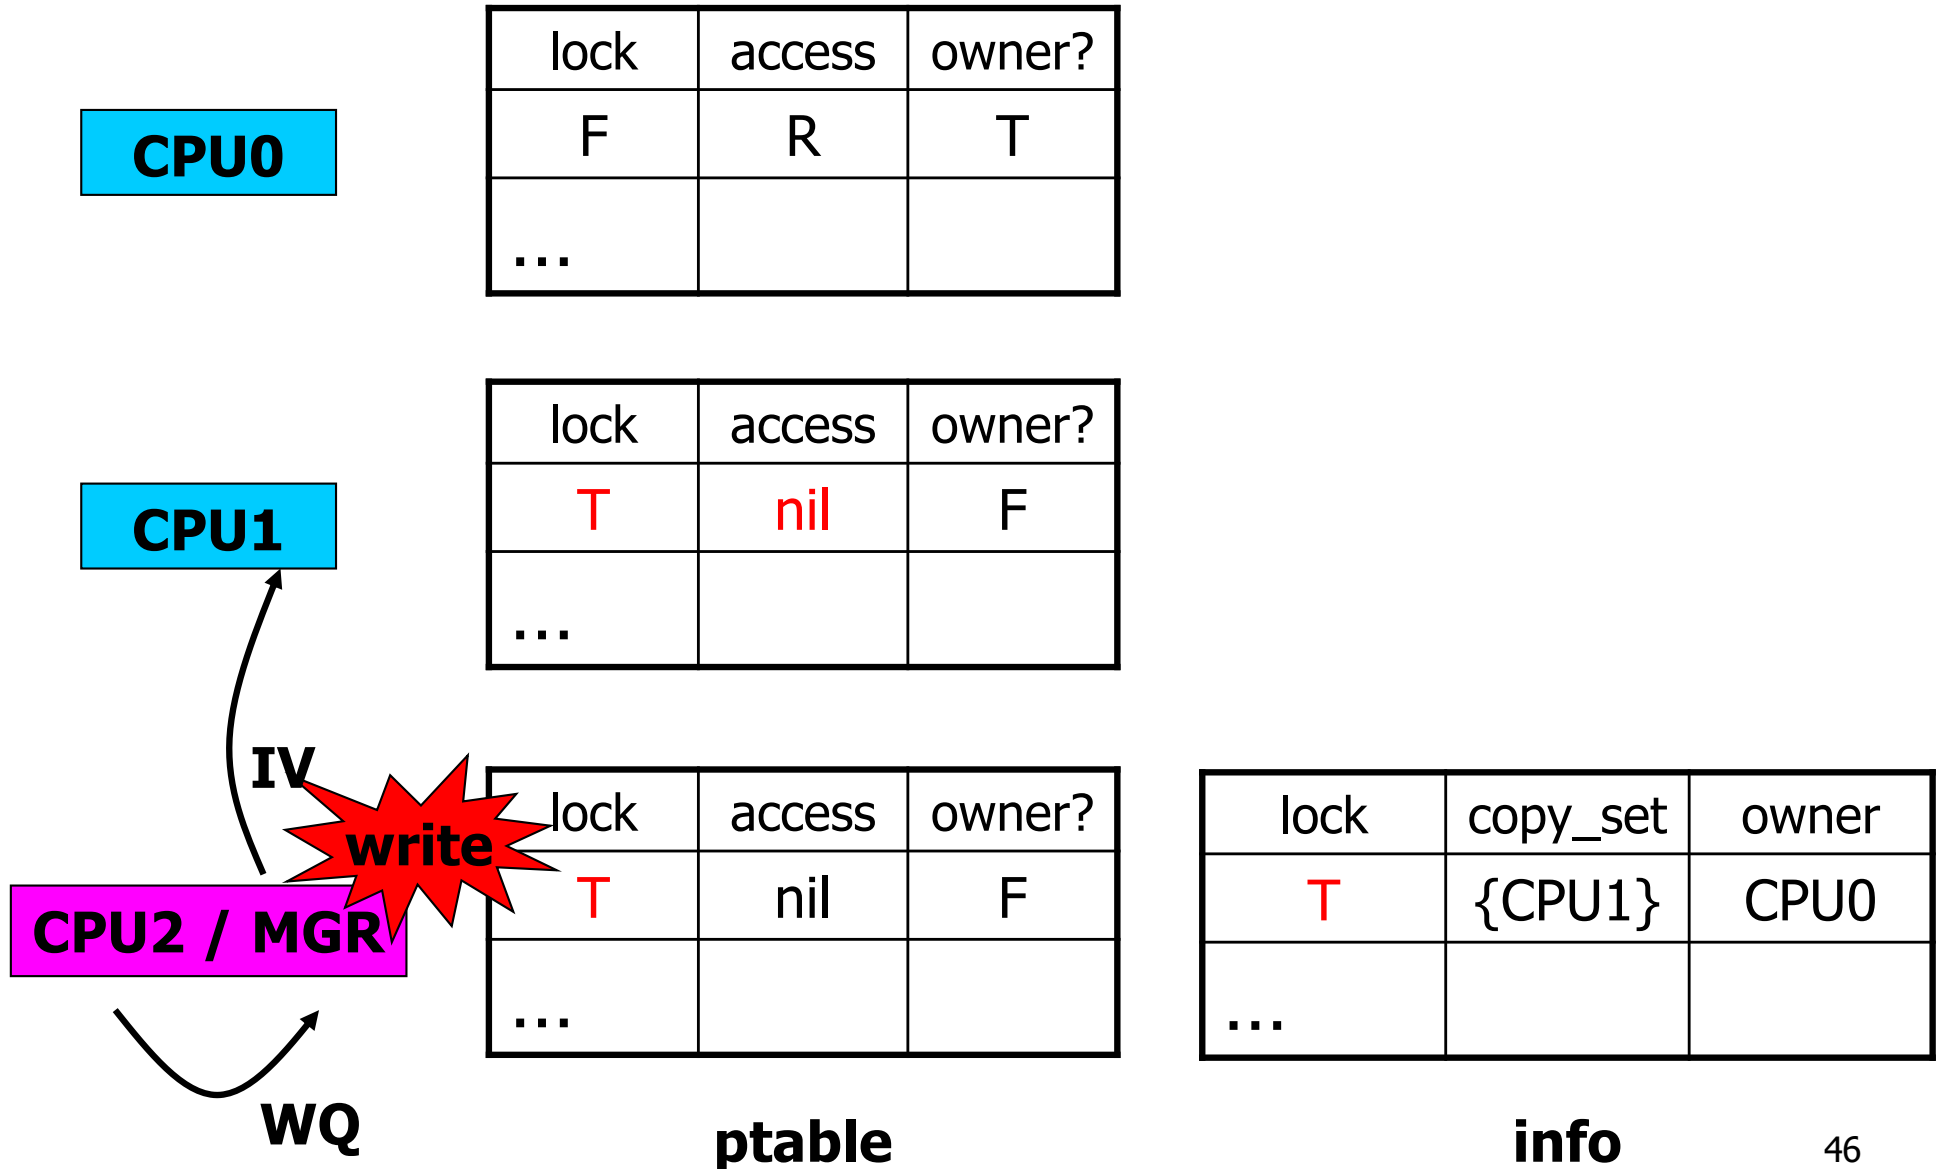 lock access owner?
CPU0 F R T
...
lock access owner?
CPU1 T nil F
...
IV
write
lock access owner?
lock copy_set owner
CPU2 / MGR T nil F
T {CPU1} CPU0
...
...
WQ
ptable
info
46